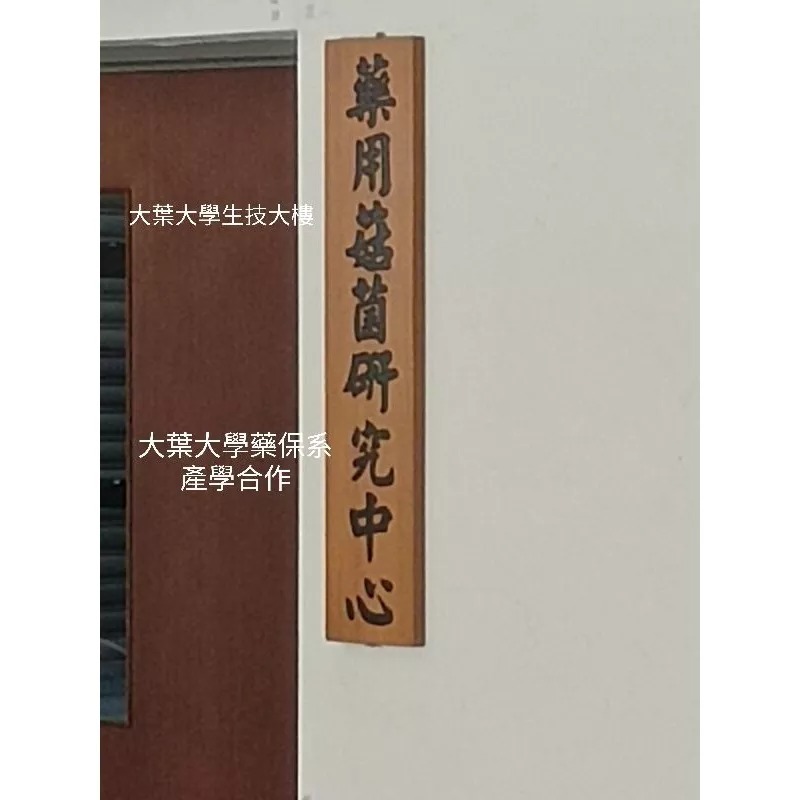 藥用菇菌研究中心
大葉大學生技大樓
大葉大學藥保系
產學合作